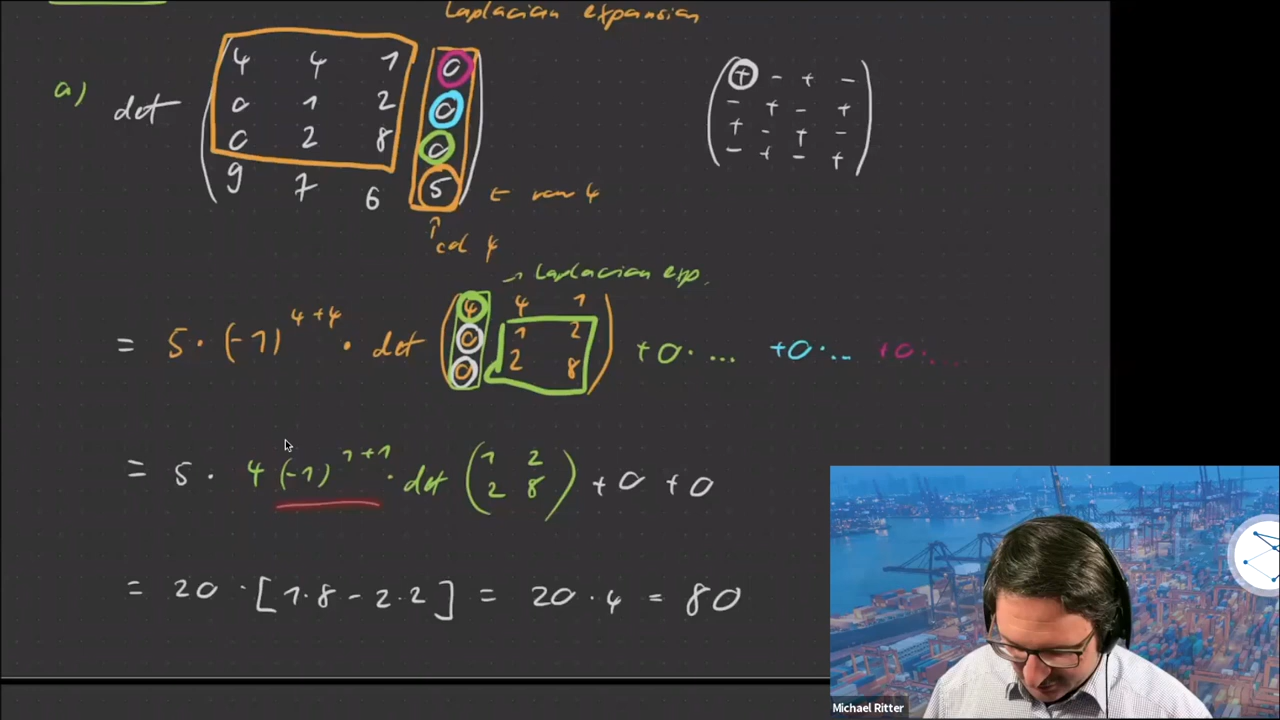 Laplacian expansion
a) det ( 4 4 1 0
0 1 2 0
0 2 8 0
9 7 6 5 ) ← row 4
↑ col 4
( + - + -
- + - +
+ - + -
- + - + )
→ Laplacian exp.
= 5 · (-1)^{4+4} · det ( 4 4 1
0 1 2
0 2 8 ) + 0 · ... + 0 · ... + 0 · ...
= 5 · 4 (-1)^{1+1} · det ( 1 2
2 8 ) + 0 + 0
= 20 · [ 1·8 - 2·2 ] = 20 · 4 = 80
Michael Ritter